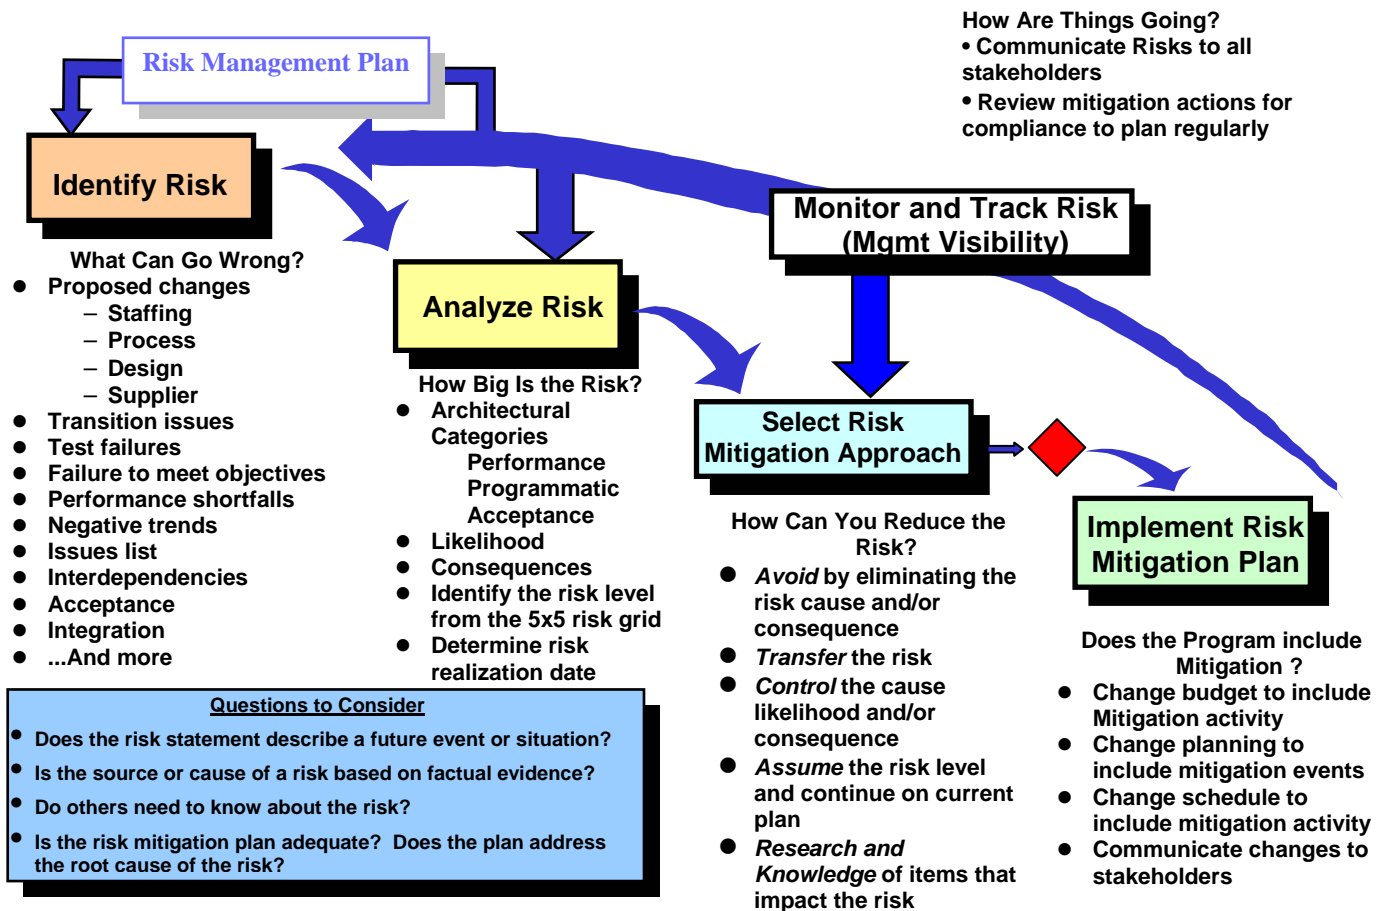 Risk Management Plan
How Are Things Going?
• Communicate Risks to all
stakeholders
• Review mitigation actions for
compliance to plan regularly
Identify Risk
What Can Go Wrong?
● Proposed changes
– Staffing
– Process
– Design
– Supplier
● Transition issues
● Test failures
● Failure to meet objectives
● Performance shortfalls
● Negative trends
● Issues list
● Interdependencies
● Acceptance
● Integration
● ...And more
Analyze Risk
How Big Is the Risk?
● Architectural
Categories
Performance
Programmatic
Acceptance
● Likelihood
● Consequences
● Identify the risk level
from the 5x5 risk grid
● Determine risk
realization date
Monitor and Track Risk
(Mgmt Visibility)
Select Risk
Mitigation Approach
How Can You Reduce the
Risk?
● Avoid by eliminating the
risk cause and/or
consequence
● Transfer the risk
● Control the cause
likelihood and/or
consequence
● Assume the risk level
and continue on current
plan
● Research and
Knowledge of items that
impact the risk
Implement Risk
Mitigation Plan
Does the Program include
Mitigation ?
● Change budget to include
Mitigation activity
● Change planning to
include mitigation events
● Change schedule to
include mitigation activity
● Communicate changes to
stakeholders
Questions to Consider
• Does the risk statement describe a future event or situation?
• Is the source or cause of a risk based on factual evidence?
• Do others need to know about the risk?
• Is the risk mitigation plan adequate?  Does the plan address
the root cause of the risk?